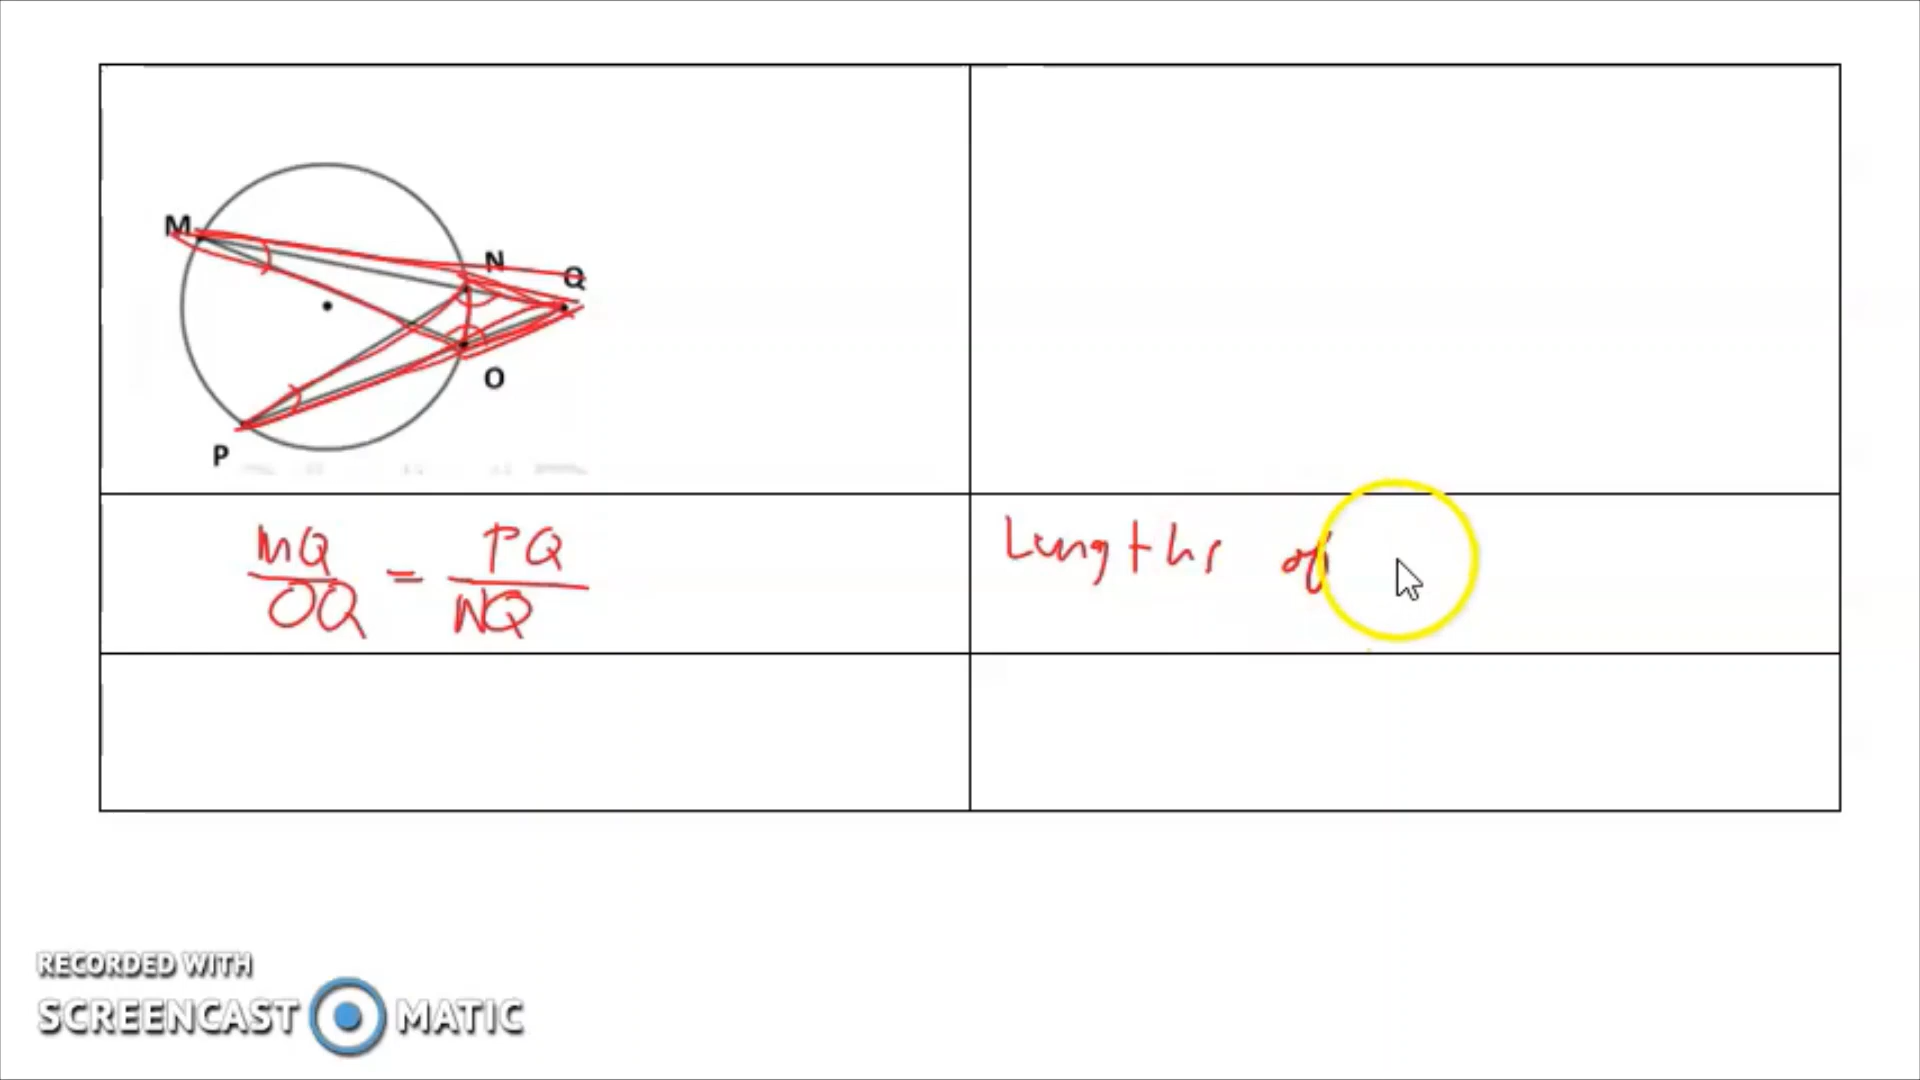 M
N
Q
O
P
MQ/OQ = PQ/NQ
Lengths of
RECORDED WITH
SCREENCAST MATIC